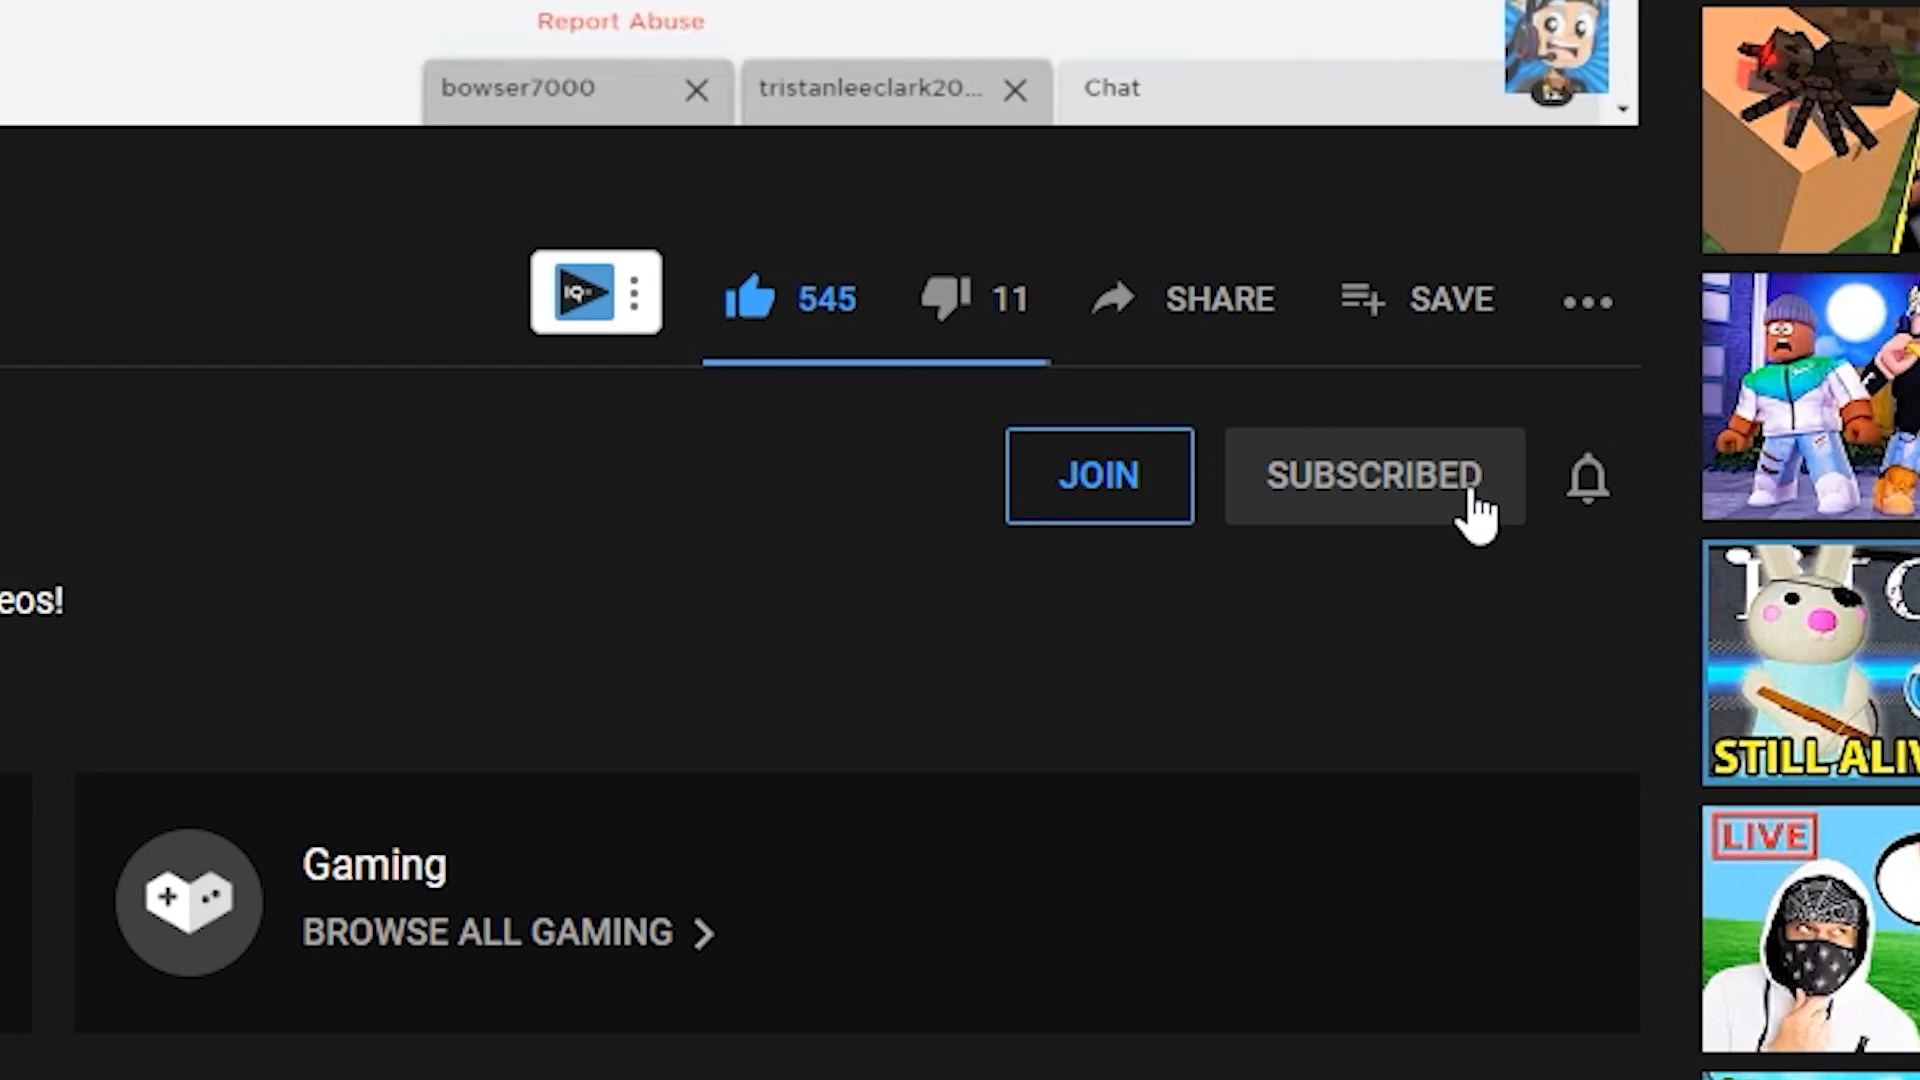 Report Abuse
bowser7000
tristanleeclark20...
Chat
IQ
545
11
SHARE
SAVE
JOIN
SUBSCRIBED
eos!
STILL ALIV
LIVE
Gaming
BROWSE ALL GAMING